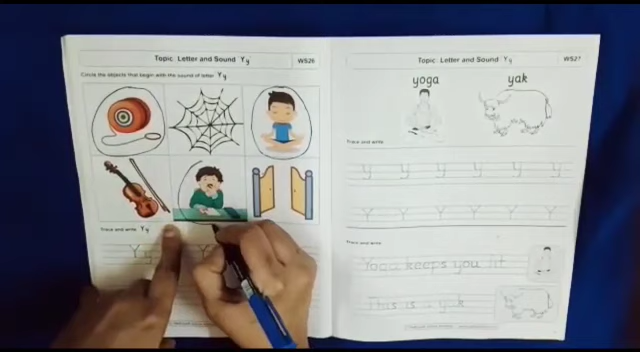 Topic : Letter and Sound Yy
WS26
Circle the objects that begin with the sound of letter Yy
Trace and write Yy
Yy
Topic : Letter and Sound Yy
WS27
yoga yak
Trace and write
y y y y y y
Y Y Y Y Y Y
Trace and write
Yoga keeps you fit
This is a yak